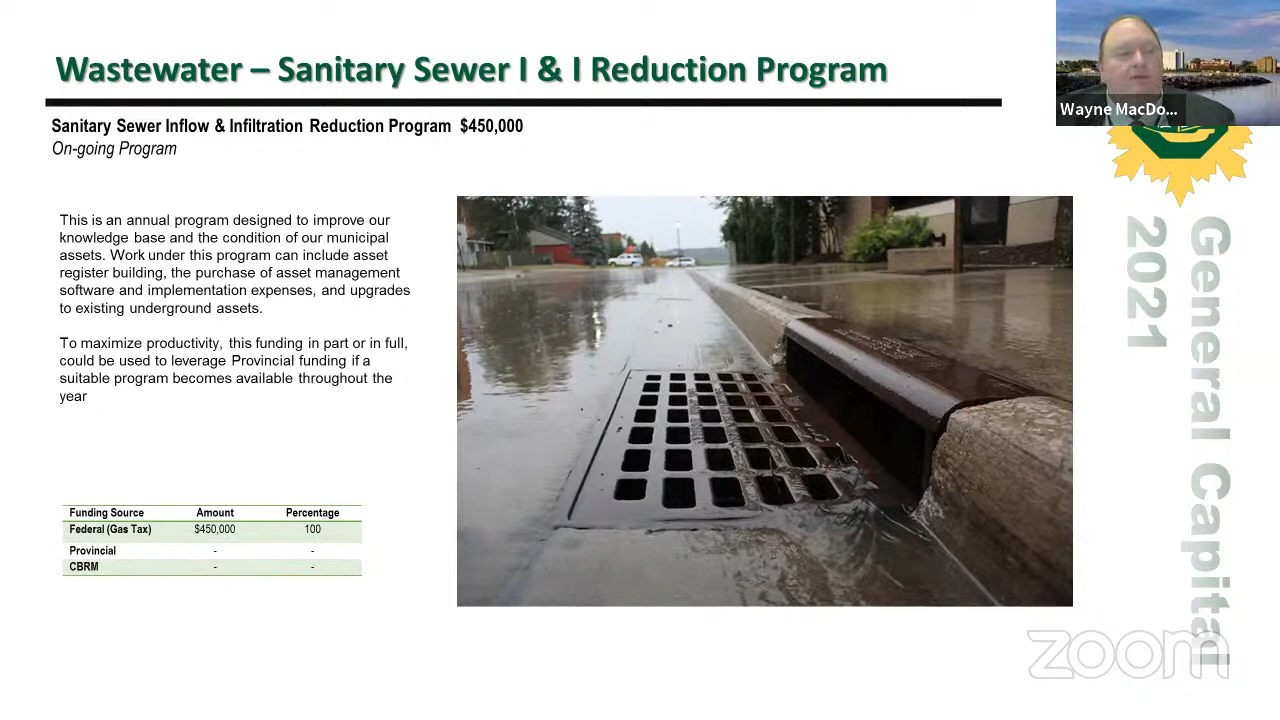 Wastewater – Sanitary Sewer I & I Reduction Program
Wayne MacDo...
Sanitary Sewer Inflow & Infiltration Reduction Program $450,000
On-going Program
This is an annual program designed to improve our
knowledge base and the condition of our municipal
assets. Work under this program can include asset
register building, the purchase of asset management
software and implementation expenses, and upgrades
to existing underground assets.
To maximize productivity, this funding in part or in full,
could be used to leverage Provincial funding if a
suitable program becomes available throughout the
year
Funding Source Amount Percentage
Federal (Gas Tax) $450,000 100
Provincial - -
CBRM - -
General Capital
2021
zoom